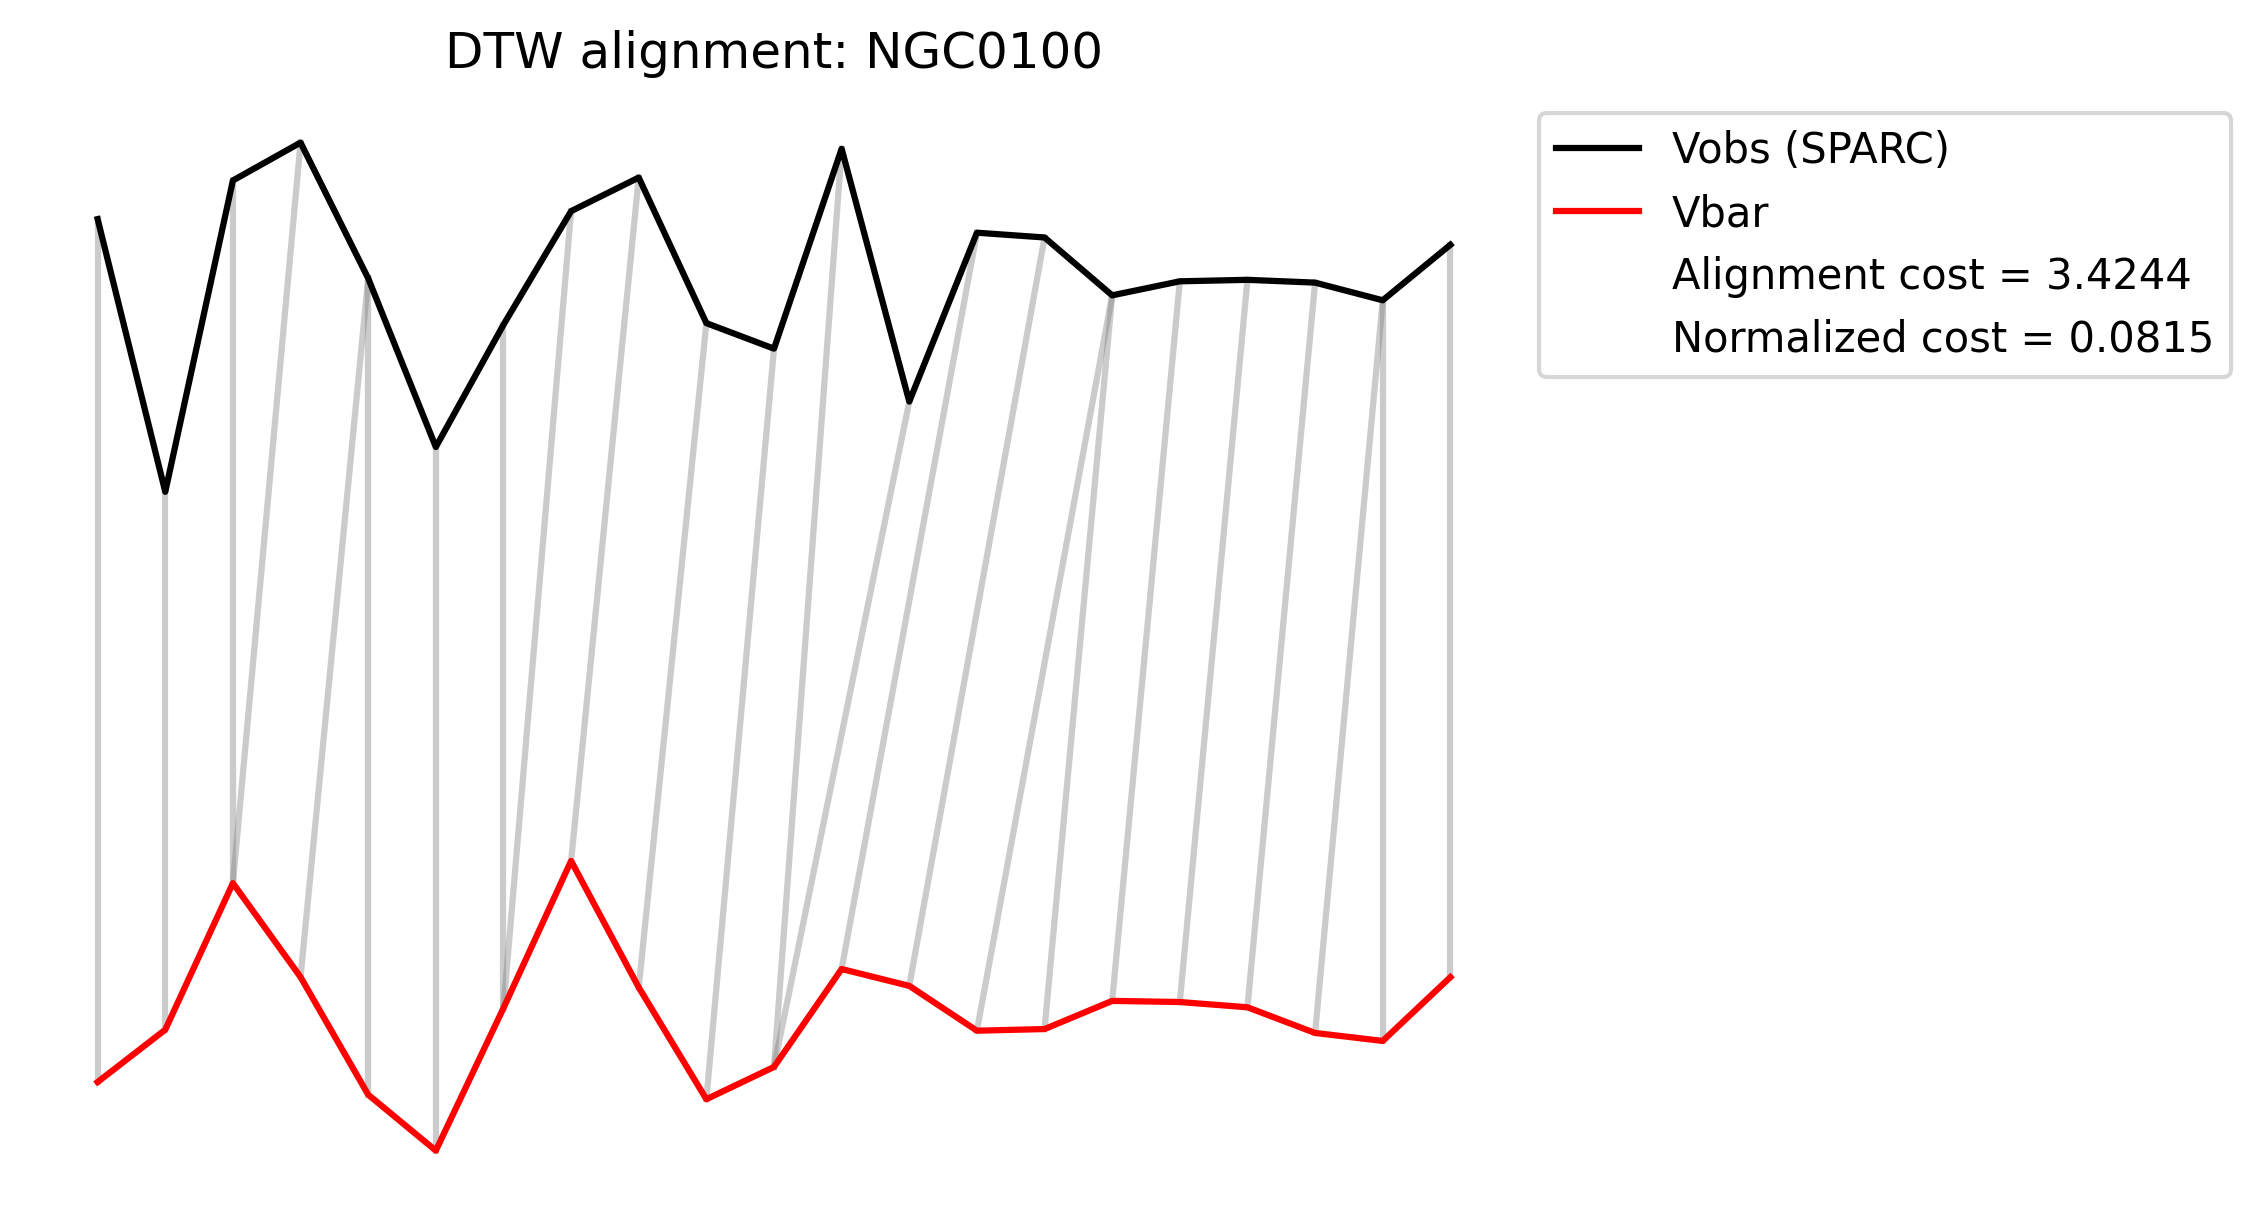 DTW alignment: NGC0100
Vobs (SPARC)
Vbar
Alignment cost = 3.4244
Normalized cost = 0.0815